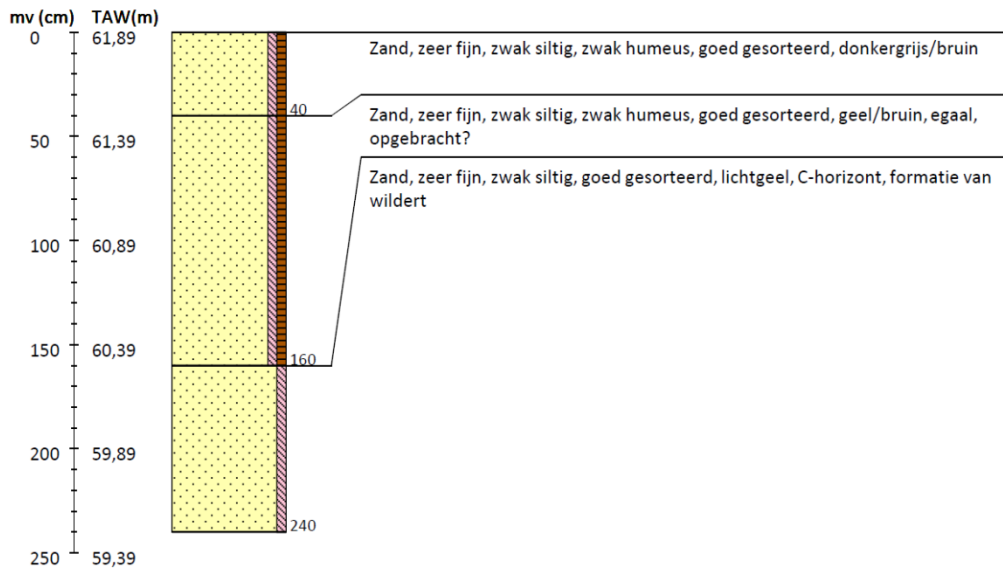 mv (cm) TAW(m)
0 61,89
Zand, zeer fijn, zwak siltig, zwak humeus, goed gesorteerd, donkergrijs/bruin
40
Zand, zeer fijn, zwak siltig, zwak humeus, goed gesorteerd, geel/bruin, egaal,
opgebracht?
50 61,39
Zand, zeer fijn, zwak siltig, goed gesorteerd, lichtgeel, C-horizont, formatie van
wildert
100 60,89
150 60,39
160
200 59,89
240
250 59,39